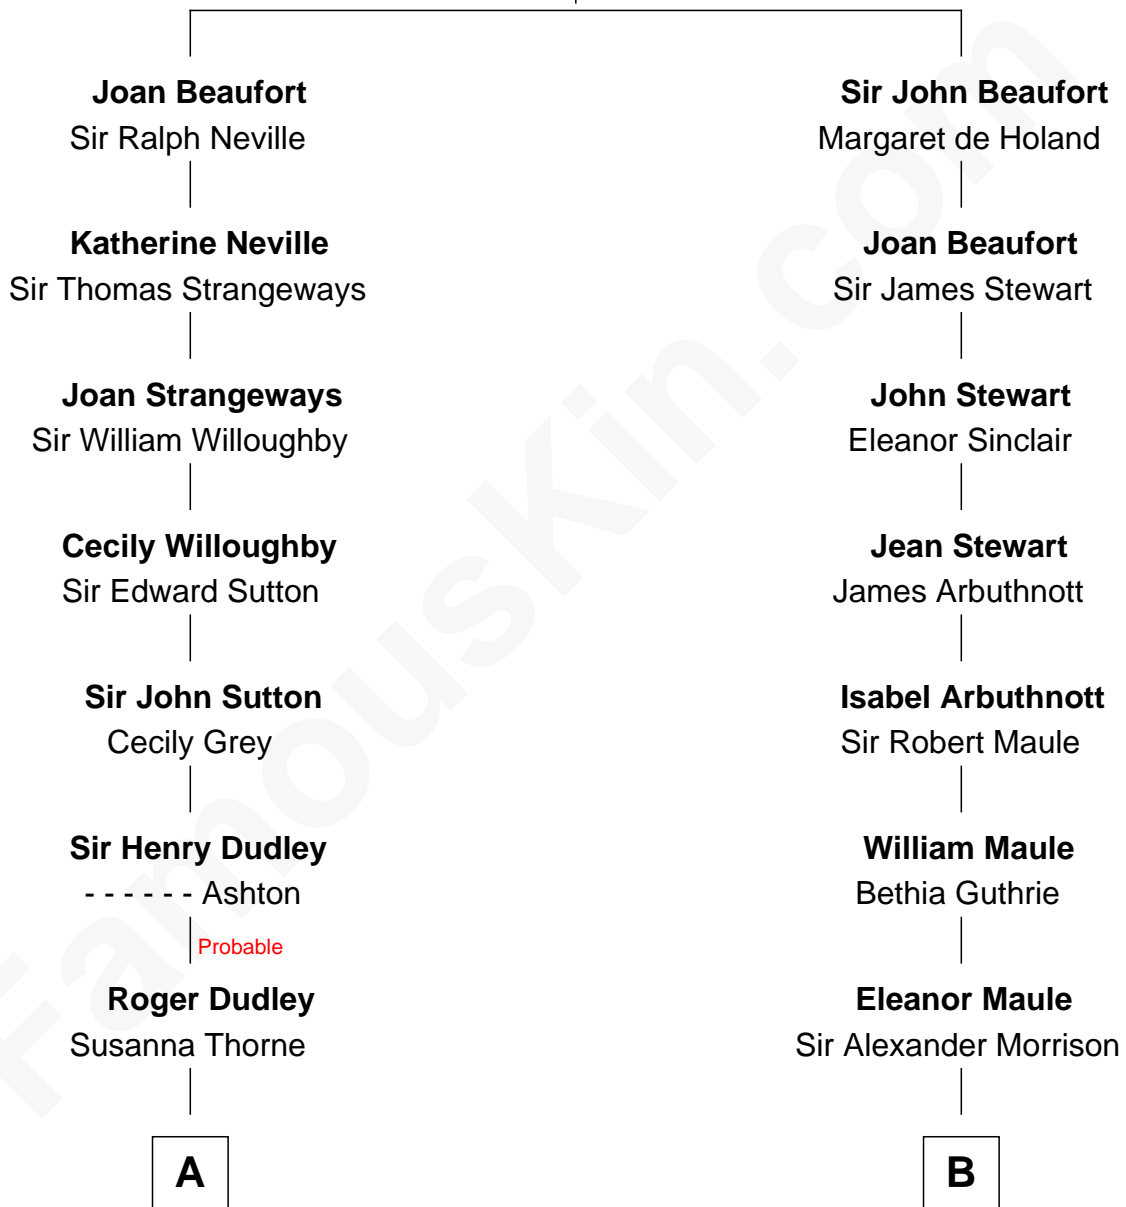 Joan Beaufort
Sir Ralph Neville
Katherine Neville
Sir Thomas Strangeways
Joan Strangeways
Sir William Willoughby
Cecily Willoughby
Sir Edward Sutton
Sir John Sutton
Cecily Grey
Sir Henry Dudley
- - - - - - Ashton
Probable
Roger Dudley
Susanna Thorne
A
Sir John Beaufort
Margaret de Holand
Joan Beaufort
Sir James Stewart
John Stewart
Eleanor Sinclair
Jean Stewart
James Arbuthnott
Isabel Arbuthnott
Sir Robert Maule
William Maule
Bethia Guthrie
Eleanor Maule
Sir Alexander Morrison
B
FamousKin.com